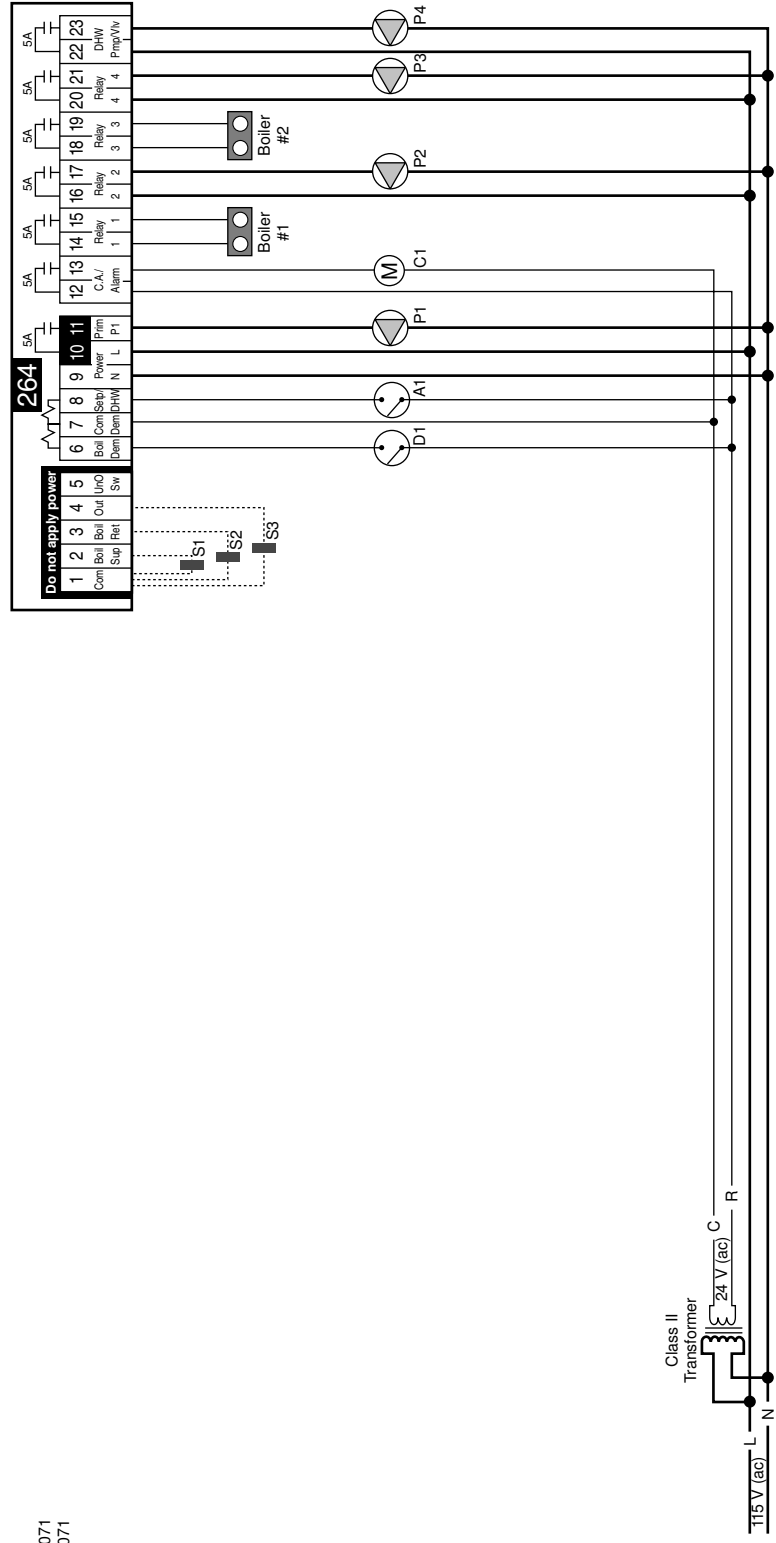 264
Do not apply power
1 2 3 4 5
Com Boil Boil Out UnO
Sup Ret Sw
6 7 8 9 10 11
Boil Com Setp/ Power Prim
Dem Dem DHW N L P1
5A
12 13
C.A./
Alarm
5A
14 15
Relay
1 1
5A
16 17
Relay
2 2
5A
18 19
Relay
3 3
5A
20 21
Relay
4 4
5A
22 23
DHW
Pmp/Vlv
5A
S1
S2
S3
Boiler
#1
Boiler
#2
D1
A1
P1
M
C1
P2
P3
P4
Class II
Transformer
24 V (ac)
C
R
115 V (ac)
L
N
071
071